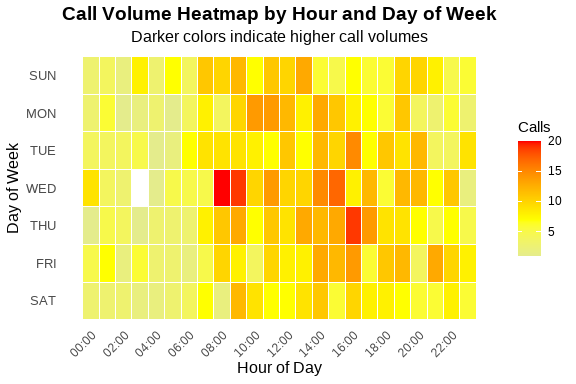 Call Volume Heatmap by Hour and Day of Week
Darker colors indicate higher call volumes
Day of Week
SUN
MON
TUE
WED
THU
FRI
SAT
00:00
02:00
04:00
06:00
08:00
10:00
12:00
14:00
16:00
18:00
20:00
22:00
Hour of Day
Calls
20
15
10
5